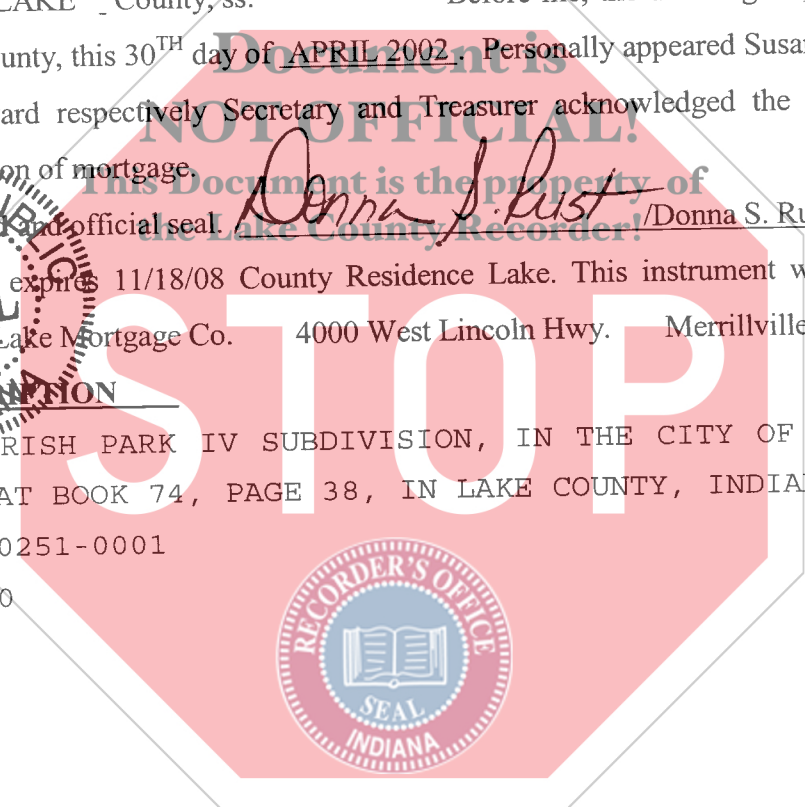 LAKE - County, ss.
unty, this 30TH day of APRIL 2002. Personally appeared Susa
ard respectively Secretary and Treasurer acknowledged the
on of mortgage.
d and official seal. Donna S. Rust /Donna S. Ru
expires 11/18/08 County Residence Lake. This instrument w
Lake Mortgage Co. 4000 West Lincoln Hwy. Merrillville
PTION
RISH PARK IV SUBDIVISION, IN THE CITY OF
AT BOOK 74, PAGE 38, IN LAKE COUNTY, INDIA
0251-0001
0
Document is
NOT OFFICIAL!
This Document is the property of
the Lake County Recorder!
STOP
RECORDER'S OFFICE
SEAL
INDIANA